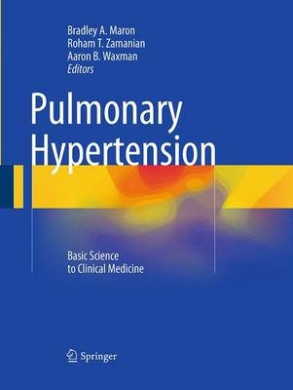 Bradley A. Maron
Roham T. Zamanian
Aaron B. Waxman
Editors
Pulmonary
Hypertension
Basic Science
to Clinical Medicine
Springer